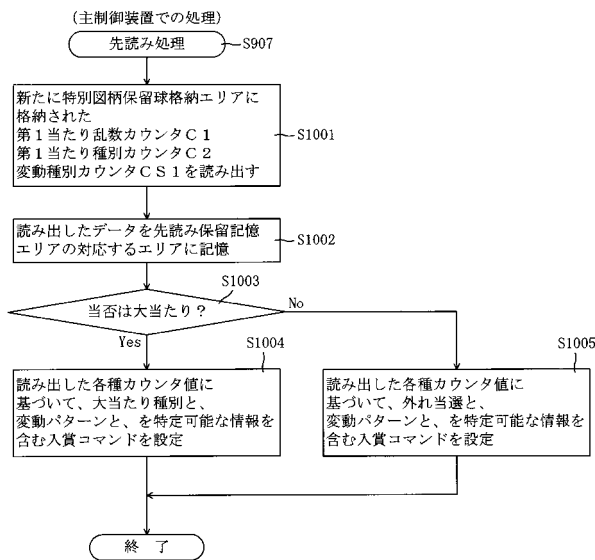 (主制御装置での処理)
先読み処理
S907
新たに特別図柄保留球格納エリアに
格納された
第１当たり乱数カウンタＣ１
第１当たり種別カウンタＣ２
変動種別カウンタＣＳ１を読み出す
S1001
読み出したデータを先読み保留記憶
エリアの対応するエリアに記憶
S1002
S1003
当否は大当たり？
No
Yes
S1004
読み出した各種カウンタ値に
基づいて、大当たり種別と、
変動パターンと、を特定可能な情報を
含む入賞コマンドを設定
S1005
読み出した各種カウンタ値に
基づいて、外れ当選と、
変動パターンと、を特定可能な情報を
含む入賞コマンドを設定
終 了